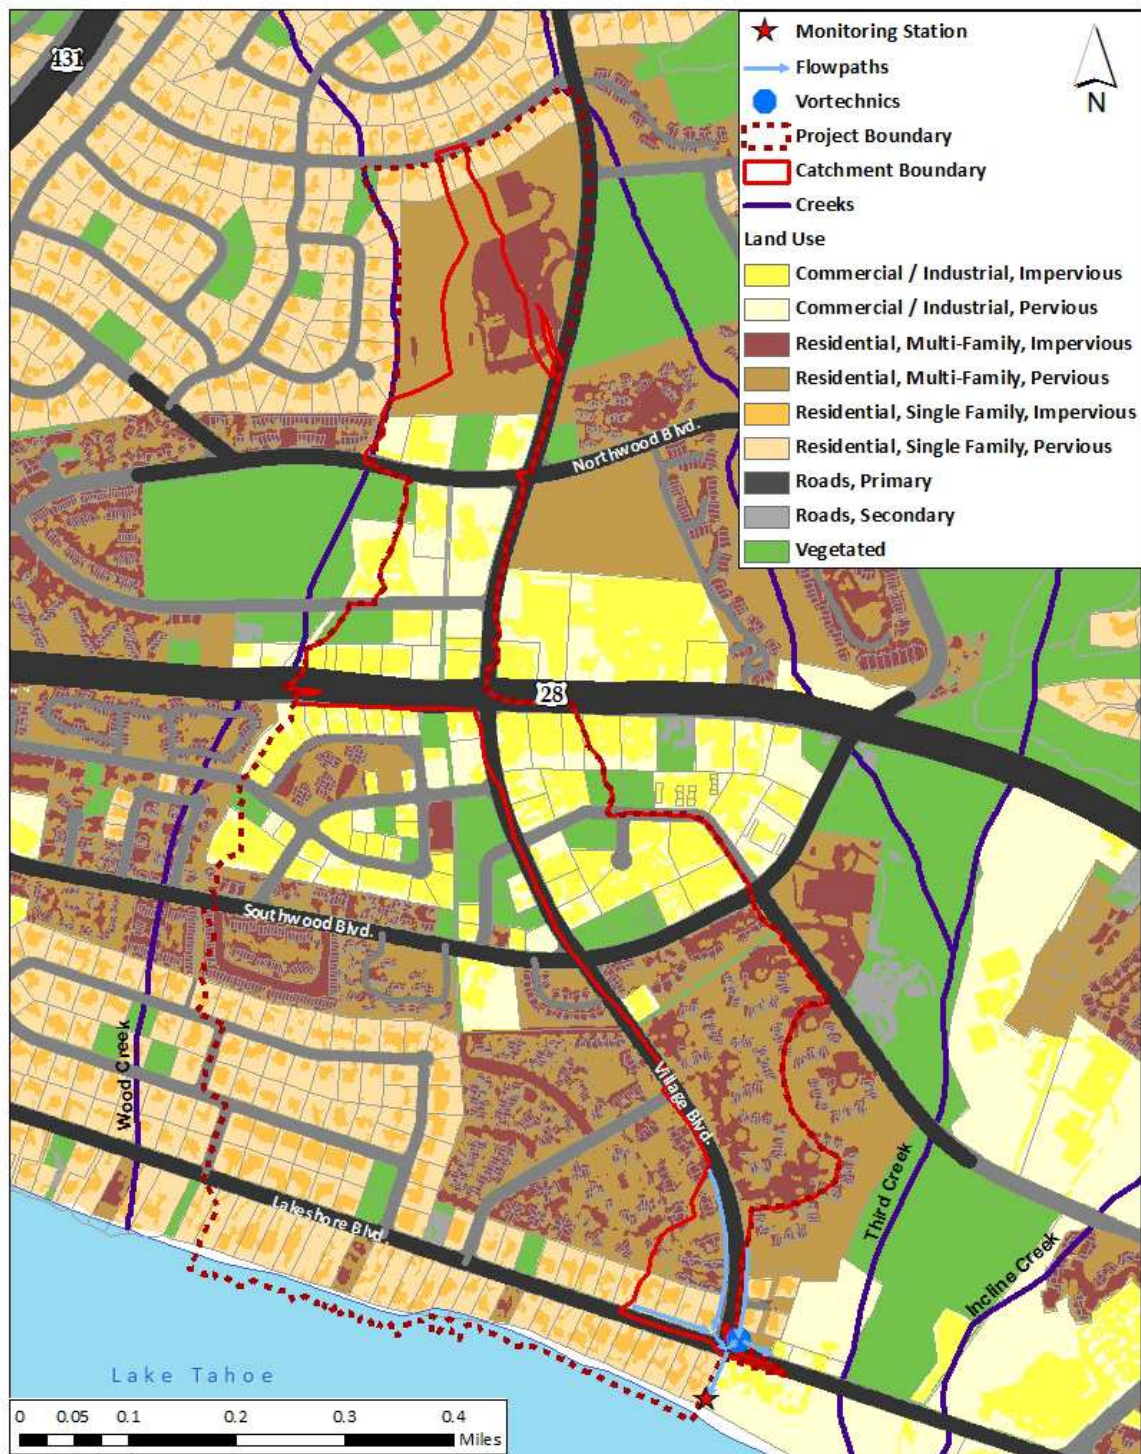 431
Monitoring Station
Flowpaths
Vortechnics
Project Boundary
Catchment Boundary
Creeks
Land Use
Commercial / Industrial, Impervious
Commercial / Industrial, Pervious
Residential, Multi-Family, Impervious
Residential, Multi-Family, Pervious
Residential, Single Family, Impervious
Residential, Single Family, Pervious
Roads, Primary
Roads, Secondary
Vegetated
N
Northwood Blvd.
28
Southwood Blvd.
Wood Creek
Village Blvd.
Lakeshore Blvd.
Third Creek
Incline Creek
Lake Tahoe
0 0.05 0.1 0.2 0.3 0.4
Miles